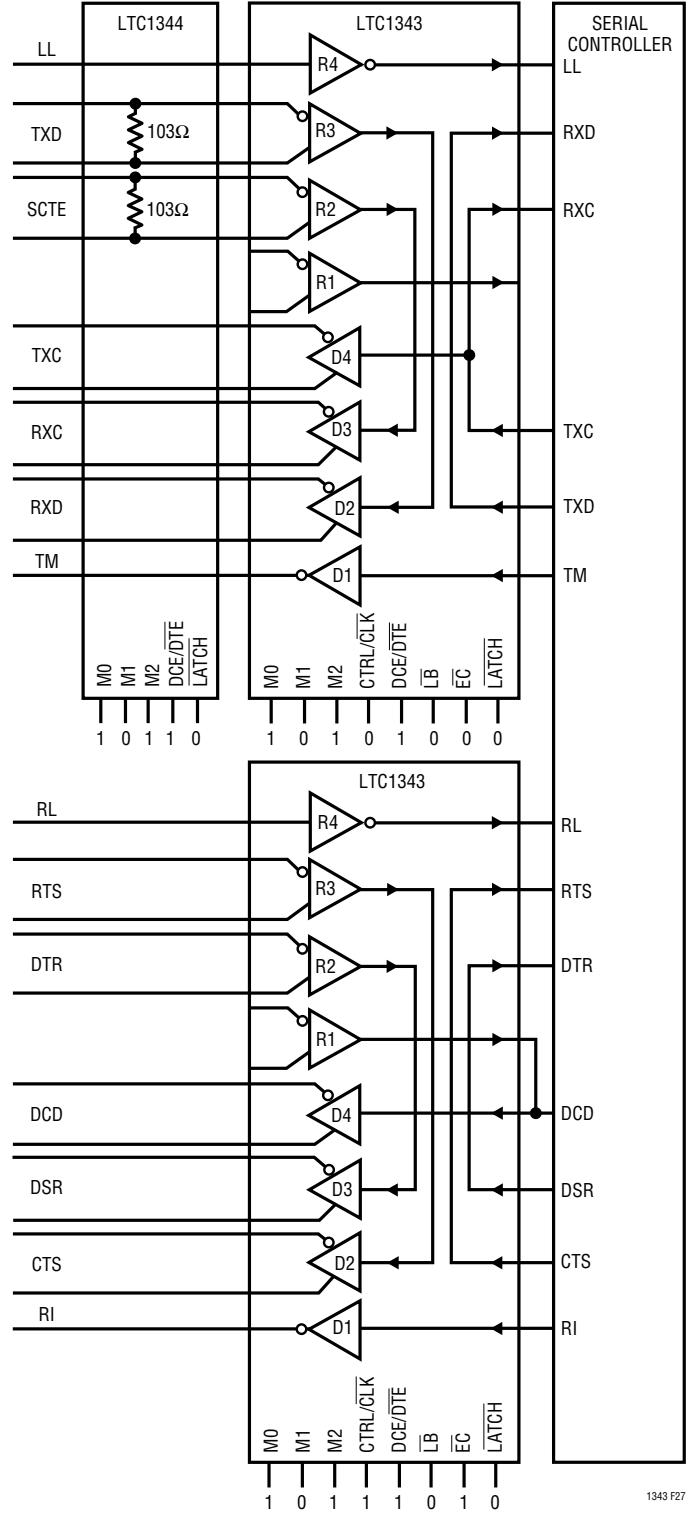 LTC1344
LTC1343
SERIAL
CONTROLLER
LL
R4
LL
TXD
103Ω
R3
RXD
SCTE
103Ω
R2
RXC
R1
TXC
D4
RXC
D3
TXC
RXD
D2
TXD
TM
D1
TM
M0
M1
M2
DCE/DTE
LATCH
M0
M1
M2
CTRL/CLK
DCE/DTE
LB
EC
LATCH
1 0 1 1 0
1 0 1 0 1 0 0 0
LTC1343
RL
R4
RL
RTS
R3
RTS
DTR
R2
DTR
R1
DCD
D4
DCD
DSR
D3
DSR
CTS
D2
CTS
RI
D1
RI
M0
M1
M2
CTRL/CLK
DCE/DTE
LB
EC
LATCH
1 0 1 1 1 0 1 0
1343 F27